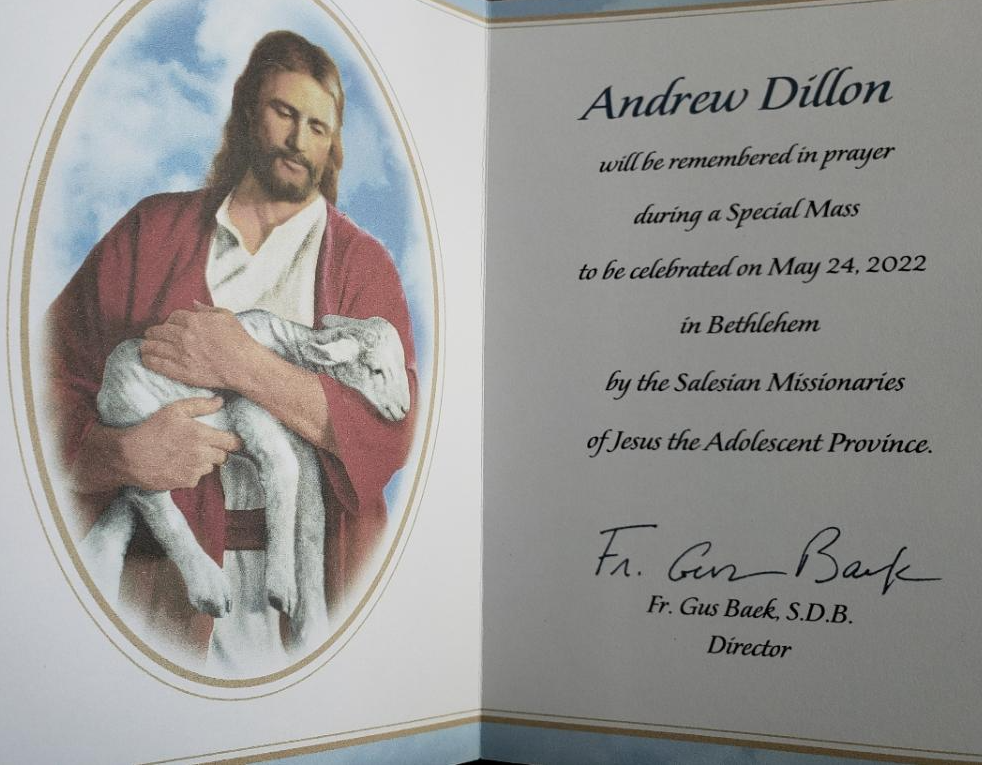 Andrew Dillon
will be remembered in prayer
during a Special Mass
to be celebrated on May 24, 2022
in Bethlehem
by the Salesian Missionaries
of Jesus the Adolescent Province.
Fr. Gus Baek
Fr. Gus Baek, S.D.B.
Director